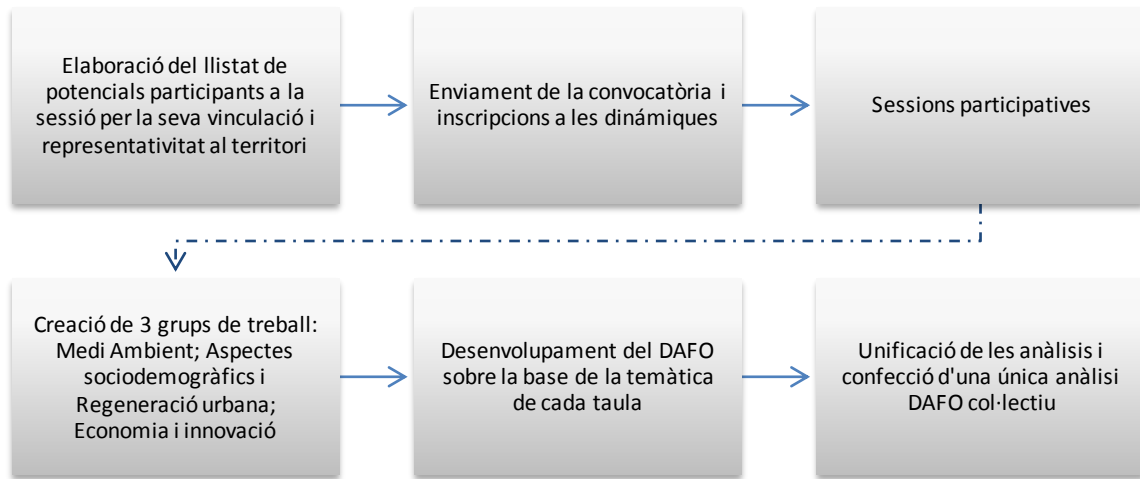 Elaboració del llistat de
potencials participants a la
sessió per la seva vinculació i
representativitat al territori
Enviament de la convocatòria i
inscripcions a les dinámiques
Sessions participatives
Creació de 3 grups de treball:
Medi Ambient; Aspectes
sociodemogràfics i
Regeneració urbana;
Economia i innovació
Desenvolupament del DAFO
sobre la base de la temàtica
de cada taula
Unificació de les anàlisis i
confecció d'una única anàlisi
DAFO col·lectiu